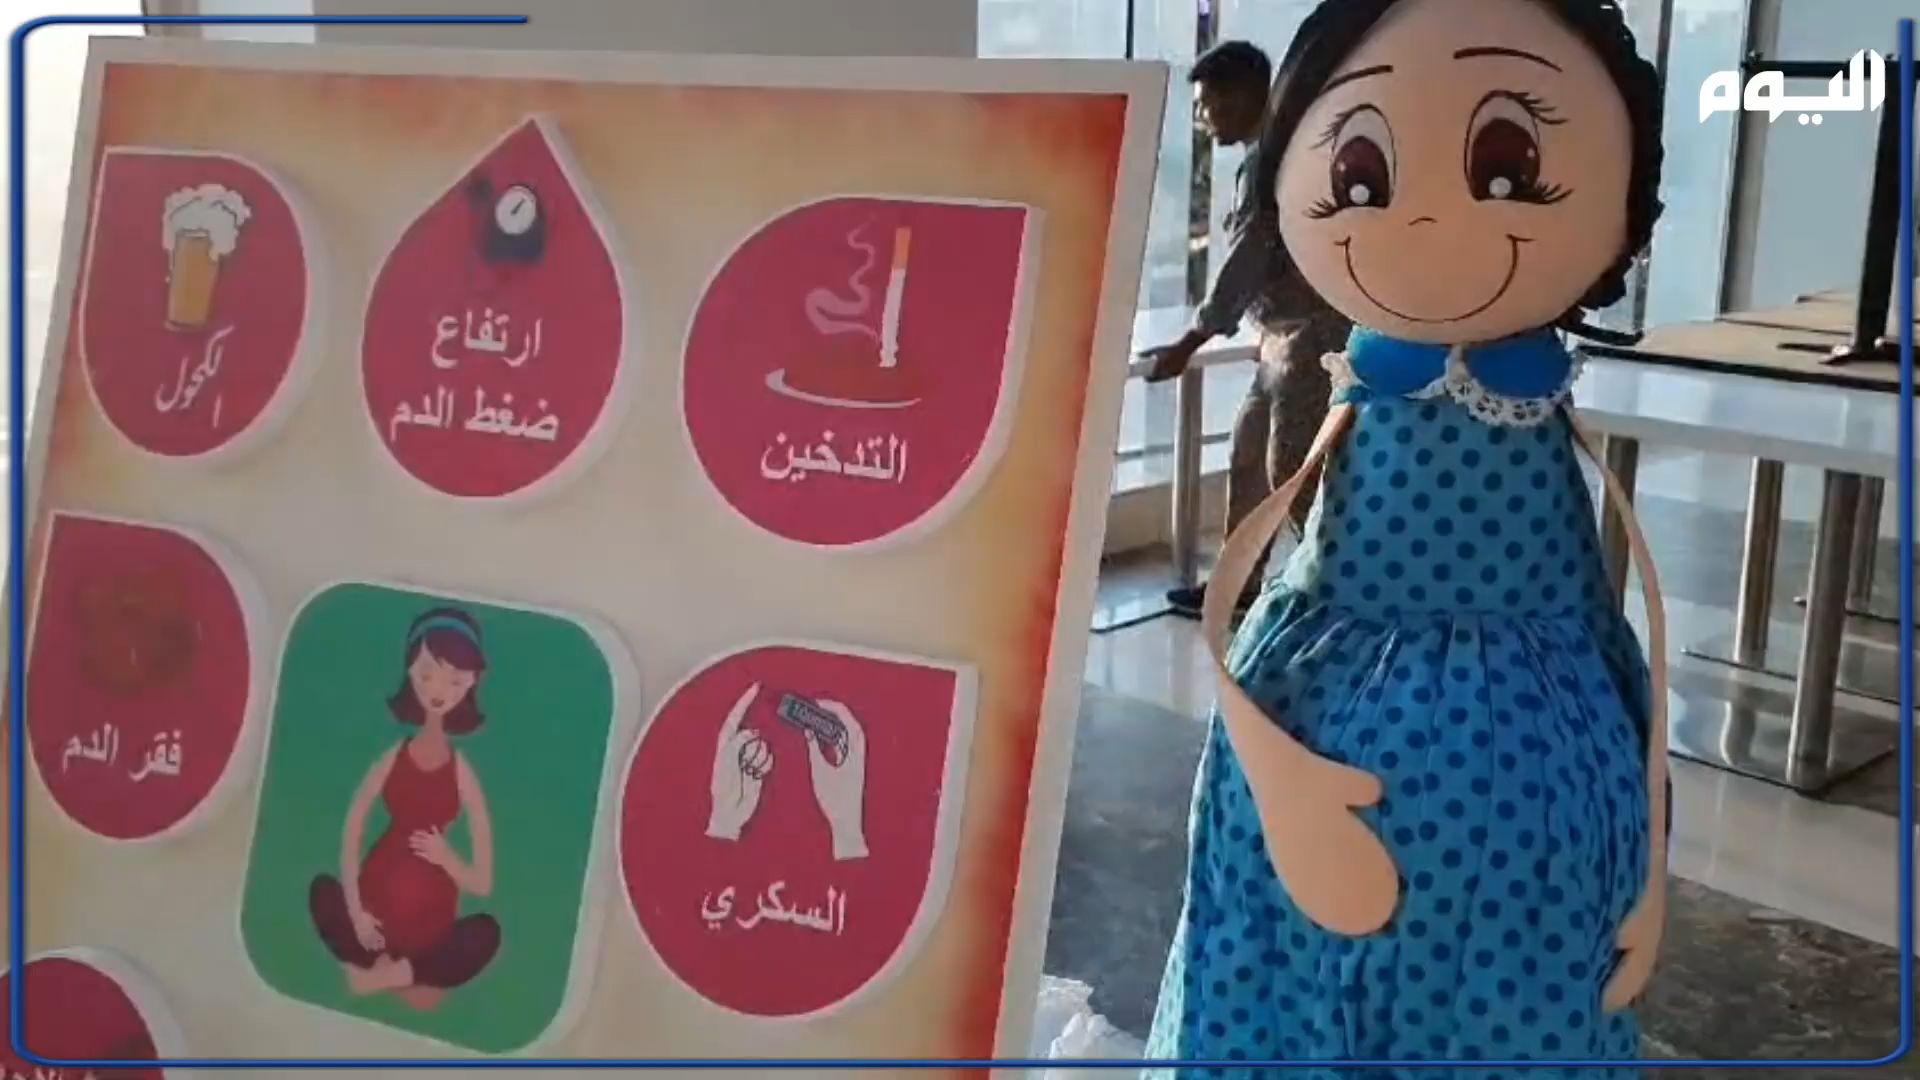 اليوم
التدخين
ارتفاع
ضغط الدم
الكحول
السكري
فقر الدم